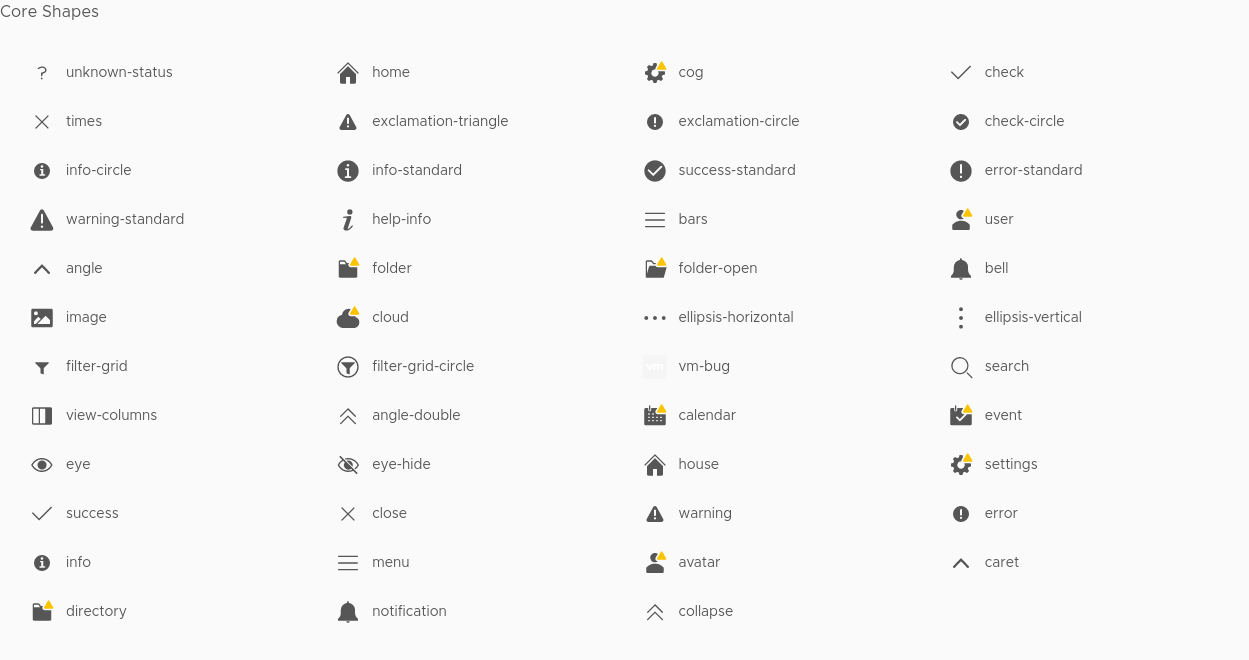 Core Shapes
unknown-status home cog check
times exclamation-triangle exclamation-circle check-circle
info-circle info-standard success-standard error-standard
warning-standard help-info bars user
angle folder folder-open bell
image cloud ellipsis-horizontal ellipsis-vertical
filter-grid filter-grid-circle vm vm-bug search
view-columns angle-double calendar event
eye eye-hide house settings
success close warning error
info menu avatar caret
directory notification collapse